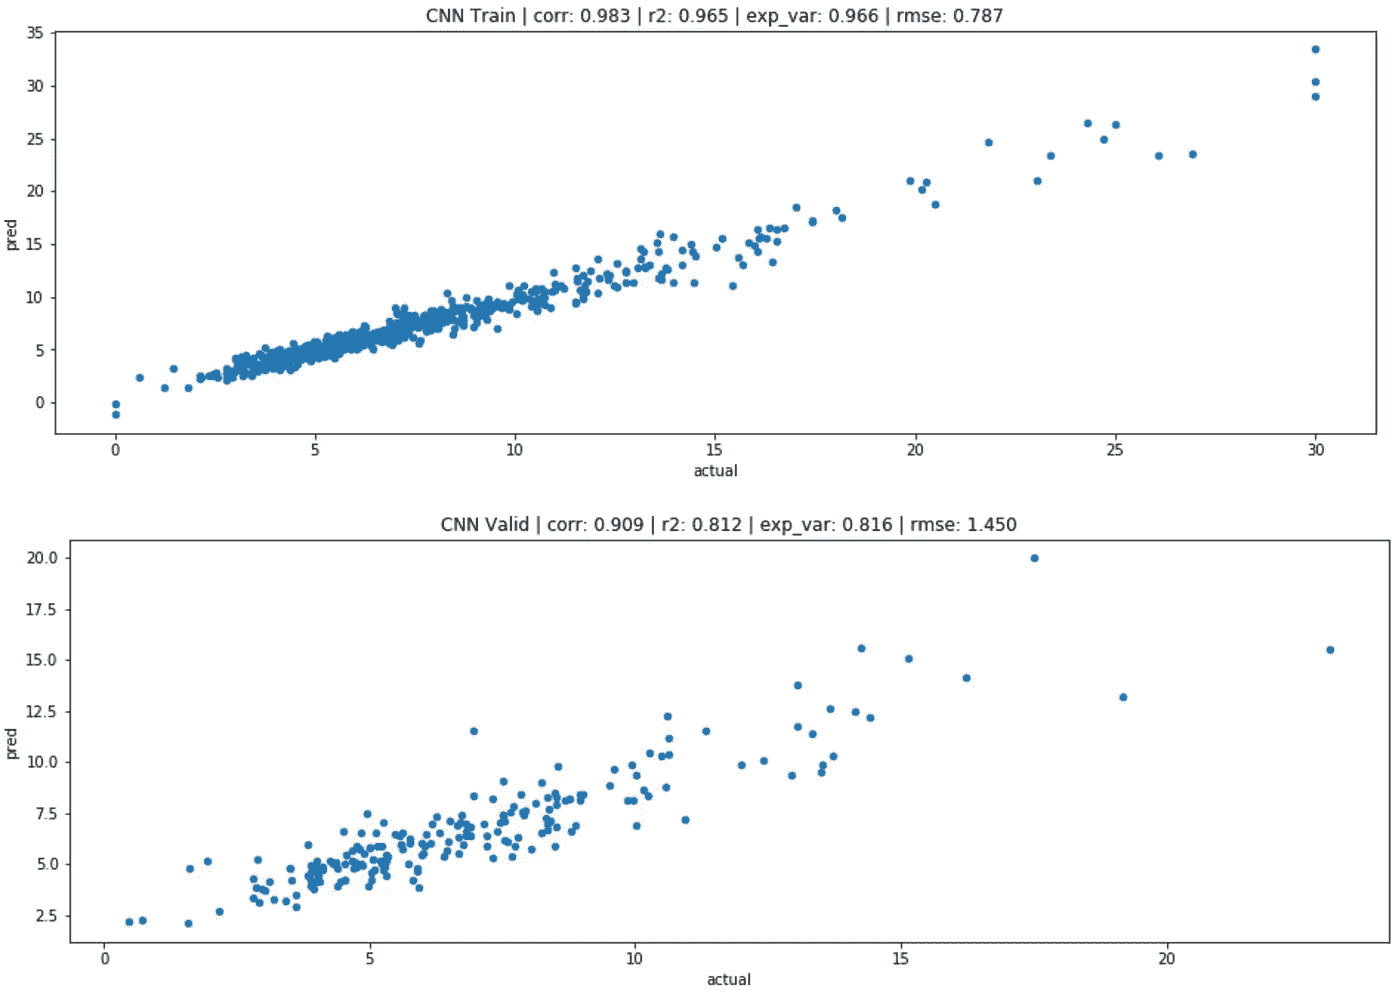 CNN Train | corr: 0.983 | r2: 0.965 | exp_var: 0.966 | rmse: 0.787
35
30
25
20
15
10
5
0
pred
0 5 10 15 20 25 30
actual
CNN Valid | corr: 0.909 | r2: 0.812 | exp_var: 0.816 | rmse: 1.450
20.0
17.5
15.0
12.5
10.0
7.5
5.0
2.5
pred
0 5 10 15 20
actual